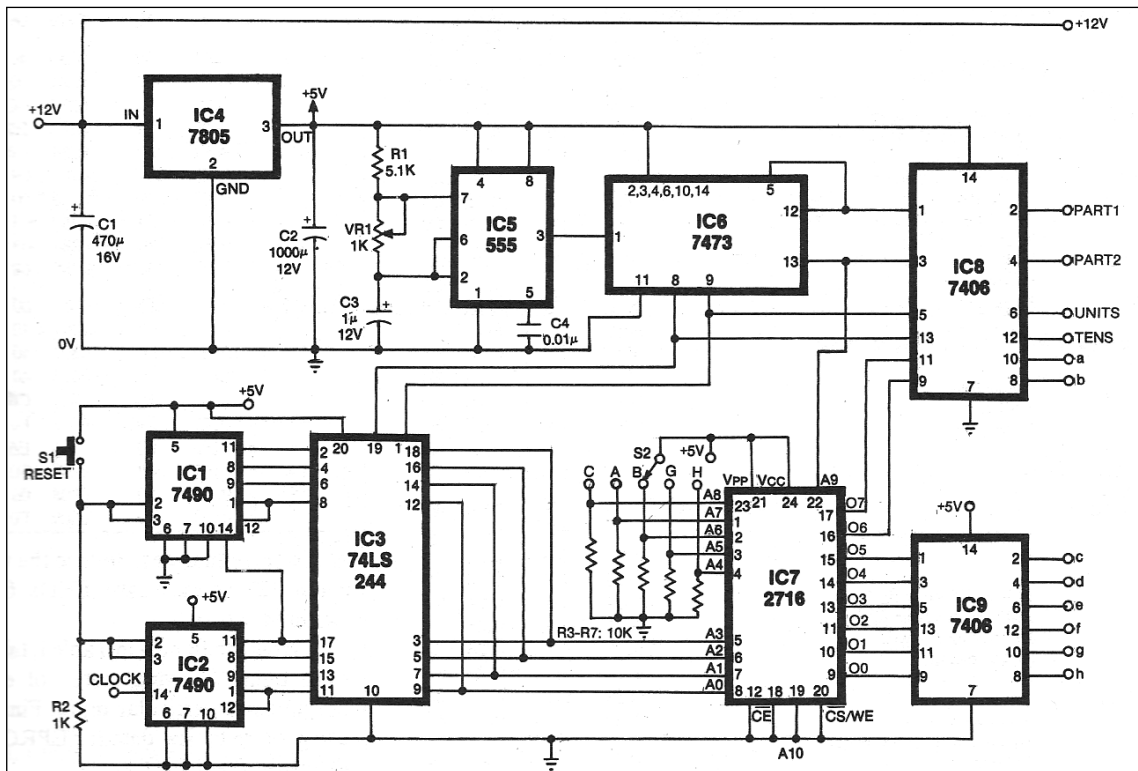 +12V
+12V
IN
1
IC4
7805
3
OUT
2
GND
+5V
C1
470µ
16V
C2
1000µ
12V
R1
5.1K
VR1
1K
C3
1µ
12V
0V
4
8
7
6
2
IC5
555
3
1
5
C4
0.01µ
2,3,4,6,10,14
5
12
IC6
7473
1
13
11
8
9
14
1
2
PART1
3
4
PART2
IC8
7406
5
6
UNITS
13
12
TENS
11
10
a
9
8
b
7
+5V
S1
RESET
5
11
8
IC1
7490
9
2
1
3
12
6
7
10
14
+5V
5
2
11
3
8
IC2
7490
9
CLOCK
14
1
12
6
7
10
R2
1K
20
19
1
2
18
4
16
6
14
8
12
IC3
74LS
244
17
3
15
5
13
7
11
9
10
S2
+5V
C
A
B
G
H
R3-R7: 10K
VPP
VCC
A9
21
24
22
A8
23
A7
1
A6
2
A5
3
A4
4
IC7
2716
A3
5
A2
6
A1
7
A0
8
12
18
19
20
CE
CS/WE
A10
17
O7
16
O6
15
O5
14
O4
13
O3
11
O2
10
O1
9
O0
+5V
14
1
2
c
3
4
d
5
6
e
IC9
7406
13
12
f
11
10
g
9
8
h
7